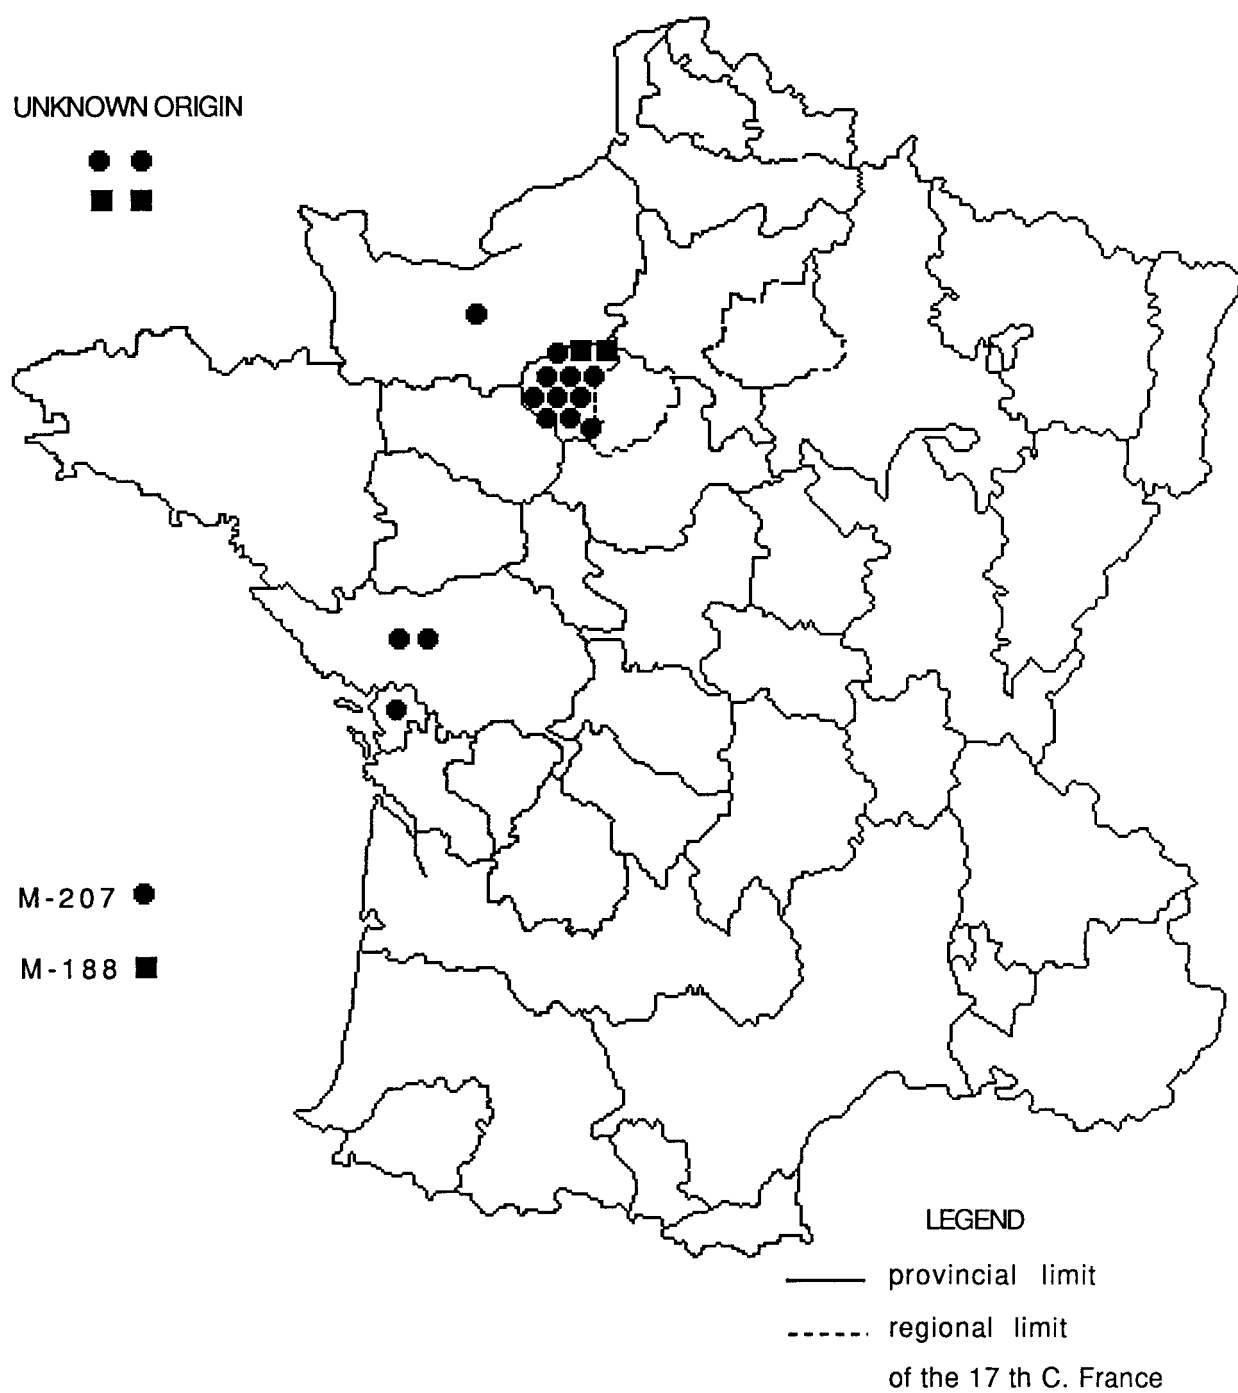 UNKNOWN ORIGIN
M-207
M-188
LEGEND
provincial limit
regional limit
of the 17 th C. France